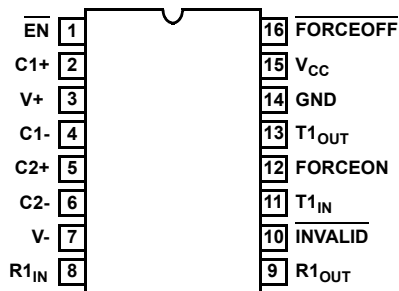 EN 1 16 FORCEOFF
C1+ 2 15 VCC
V+ 3 14 GND
C1- 4 13 T1OUT
C2+ 5 12 FORCEON
C2- 6 11 T1IN
V- 7 10 INVALID
R1IN 8 9 R1OUT